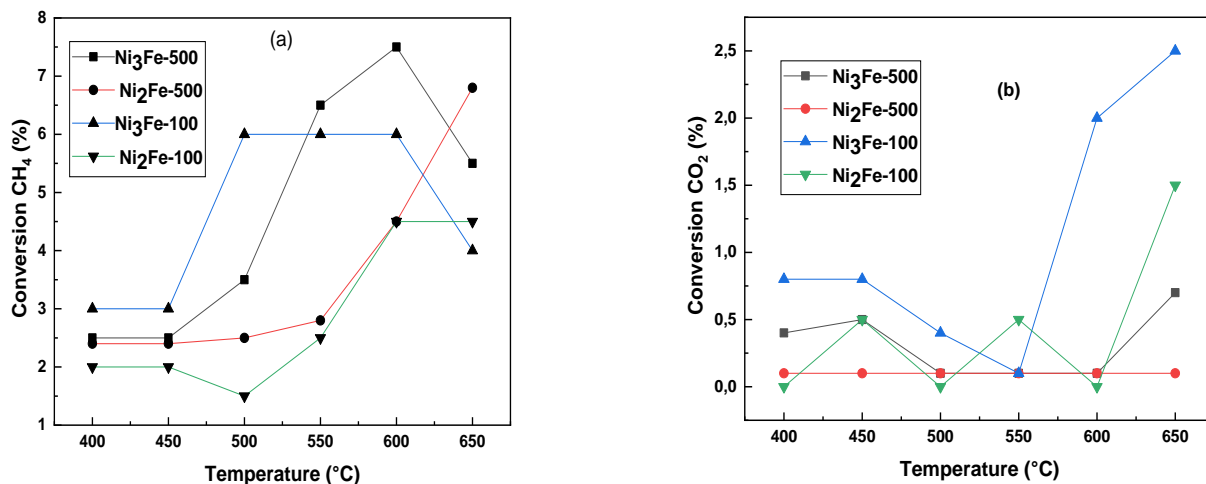 (a)
Ni3Fe-500
Ni2Fe-500
Ni3Fe-100
Ni2Fe-100
Conversion CH4 (%)
8
7
6
5
4
3
2
1
400 450 500 550 600 650
Temperature (°C)
(b)
Ni3Fe-500
Ni2Fe-500
Ni3Fe-100
Ni2Fe-100
Conversion CO2 (%)
2,5
2,0
1,5
1,0
0,5
0,0
400 450 500 550 600 650
Temperature (°C)